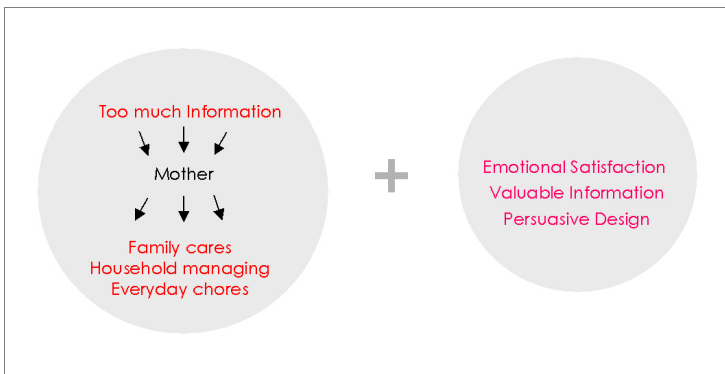 Too much Information
Mother
Family cares
Household managing
Everyday chores
+
Emotional Satisfaction
Valuable Information
Persuasive Design